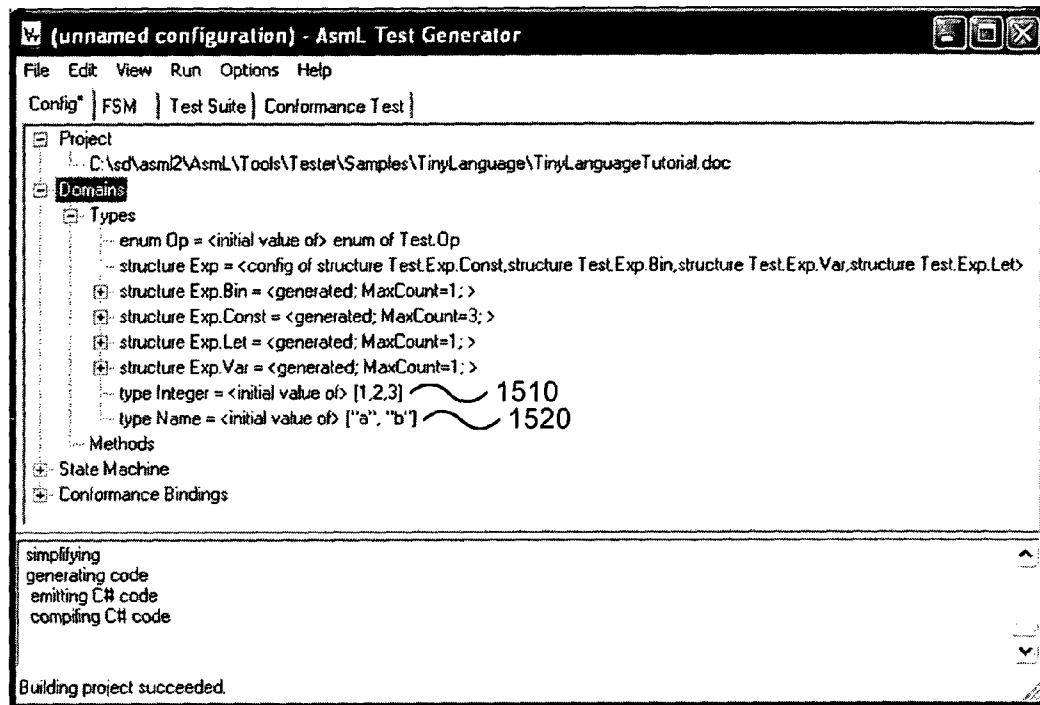 (unnamed configuration) - AsmL Test Generator
File Edit View Run Options Help
Config* FSM Test Suite Conformance Test
Project
C:\sd\asml2\AsmL\Tools\Tester\Samples\TinyLanguage\TinyLanguageTutorial.doc
Domains
Types
enum Op = <initial value of> enum of Test.Op
structure Exp = <config of structure Test.Exp.Const,structure Test.Exp.Bin,structure Test.Exp.Var,structure Test.Exp.Let>
structure Exp.Bin = <generated; MaxCount=1; >
structure Exp.Const = <generated; MaxCount=3; >
structure Exp.Let = <generated; MaxCount=1; >
structure Exp.Var = <generated; MaxCount=1; >
type Integer = <initial value of> [1,2,3] 1510
type Name = <initial value of> ["a", "b"] 1520
Methods
State Machine
Conformance Bindings
simplifying
generating code
emitting C# code
compiling C# code
Building project succeeded.